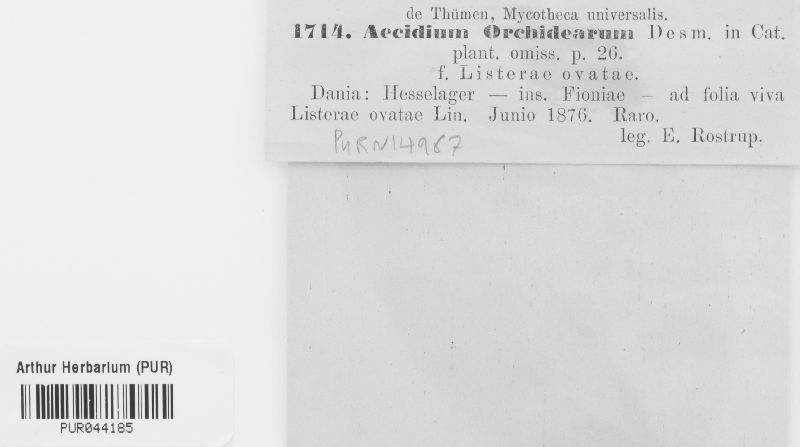 de Thümen, Mycotheca universalis.
1714. Aecidium Orchidearum Desm. in Cat.
plant. omiss. p. 26.
f. Listerae ovatae.
Dania: Hesselager — ins. Fioniae — ad folia viva
Listerae ovatae Lin. Junio 1876. Raro.
leg. E. Rostrup.
PURN14967
Arthur Herbarium (PUR)
PUR044185